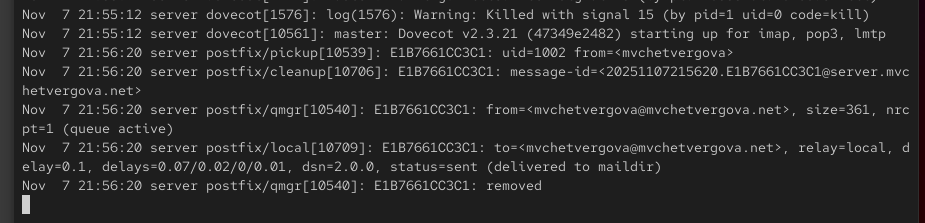 Nov  7 21:55:12 server dovecot[1576]: log(1576): Warning: Killed with signal 15 (by pid=1 uid=0 code=kill)
Nov  7 21:55:12 server dovecot[10561]: master: Dovecot v2.3.21 (47349e2482) starting up for imap, pop3, lmtp
Nov  7 21:56:20 server postfix/pickup[10539]: E1B7661CC3C1: uid=1002 from=<mvchetvergova>
Nov  7 21:56:20 server postfix/cleanup[10706]: E1B7661CC3C1: message-id=<20251107215620.E1B7661CC3C1@server.mvc
hetvergova.net>
Nov  7 21:56:20 server postfix/qmgr[10540]: E1B7661CC3C1: from=<mvchetvergova@mvchetvergova.net>, size=361, nrc
pt=1 (queue active)
Nov  7 21:56:20 server postfix/local[10709]: E1B7661CC3C1: to=<mvchetvergova@mvchetvergova.net>, relay=local, d
elay=0.1, delays=0.07/0.02/0/0.01, dsn=2.0.0, status=sent (delivered to maildir)
Nov  7 21:56:20 server postfix/qmgr[10540]: E1B7661CC3C1: removed